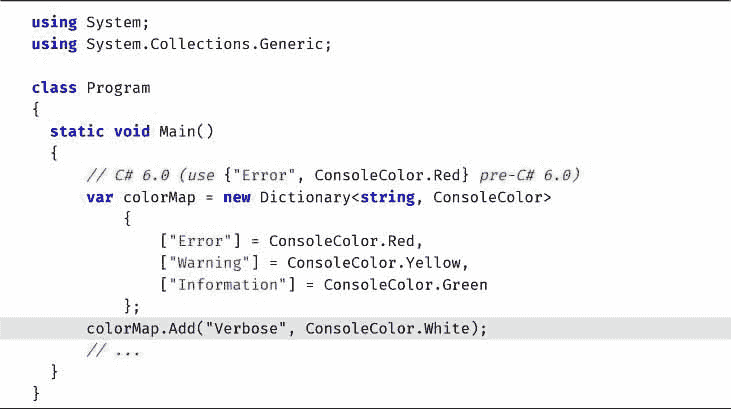 using System;
using System.Collections.Generic;

class Program
{
  static void Main()
  {
      // C# 6.0 (use {"Error", ConsoleColor.Red} pre-C# 6.0)
      var colorMap = new Dictionary<string, ConsoleColor>
          {
              ["Error"] = ConsoleColor.Red,
              ["Warning"] = ConsoleColor.Yellow,
              ["Information"] = ConsoleColor.Green
          };
      colorMap.Add("Verbose", ConsoleColor.White);
      // ...
  }
}